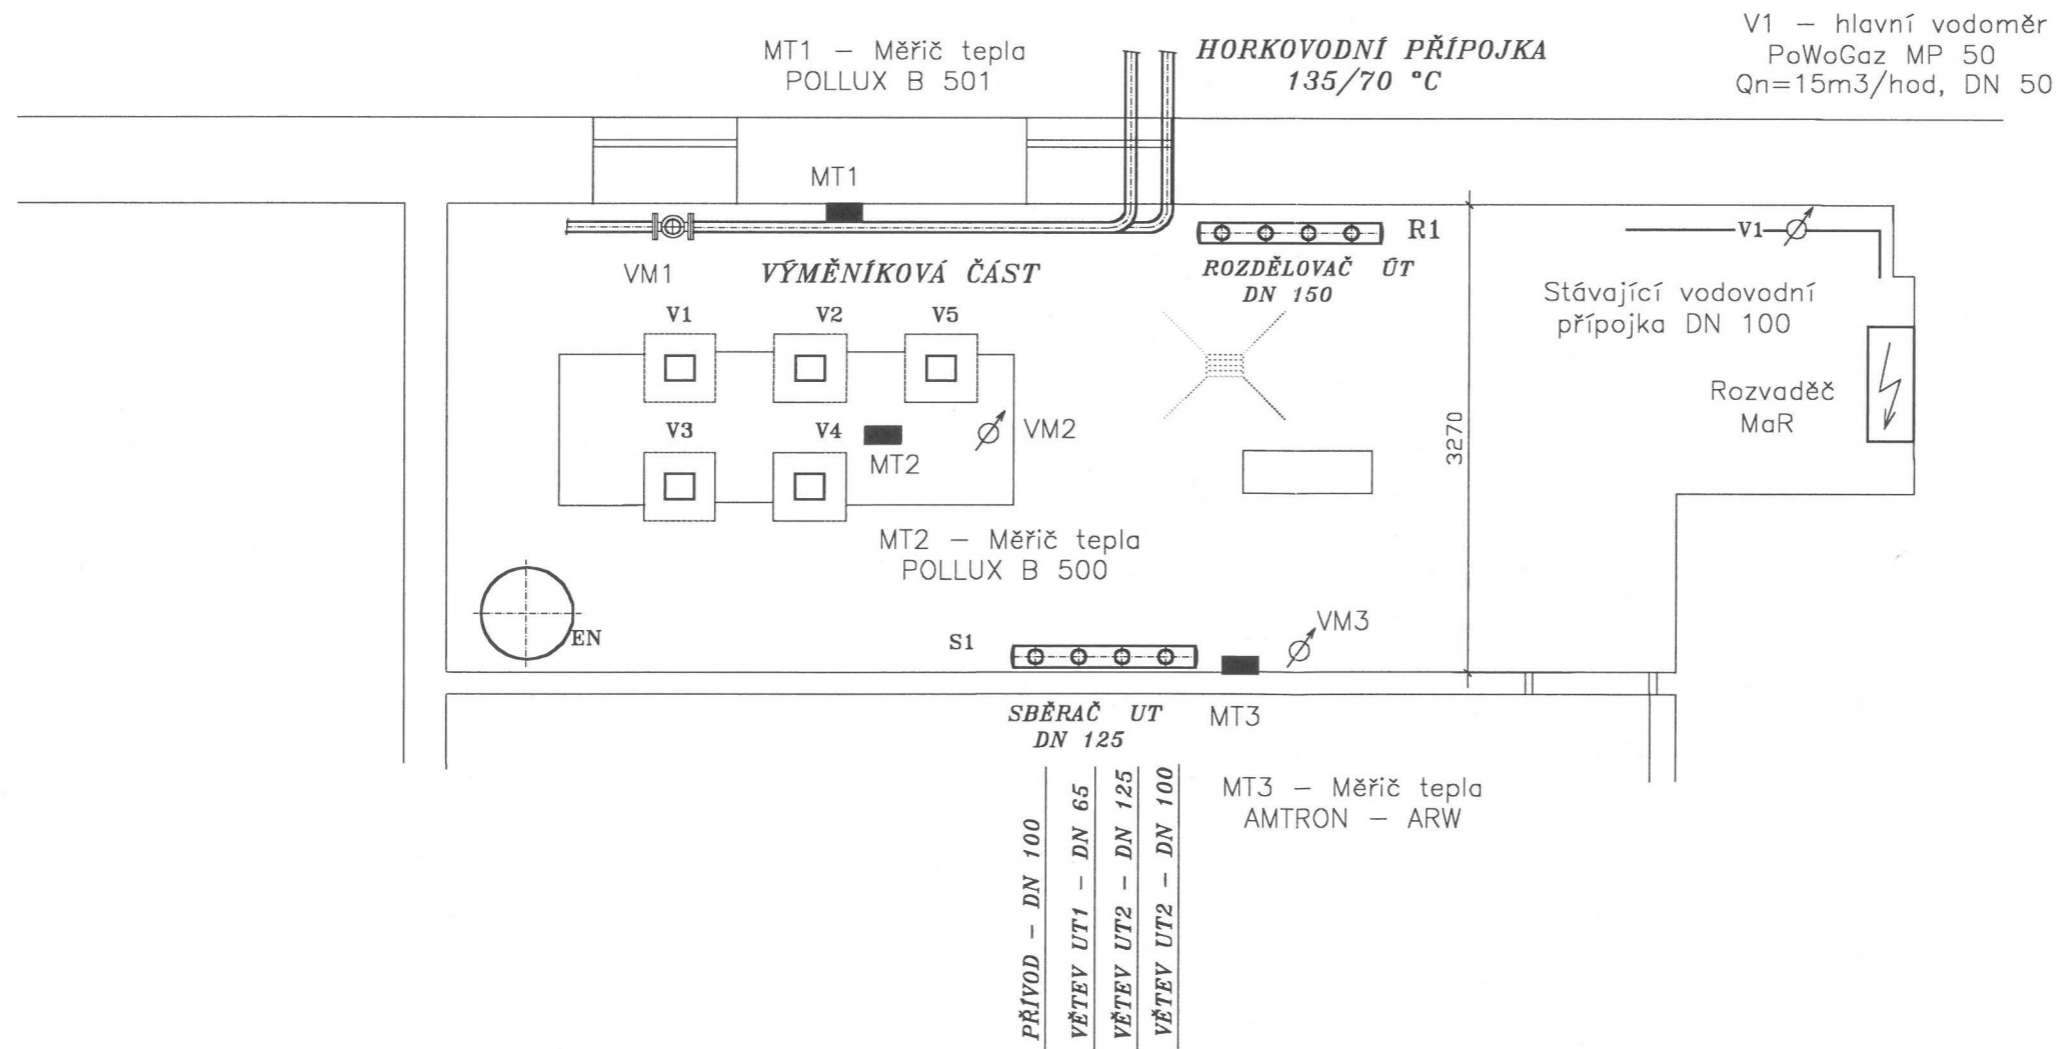 MT1 – Měřič tepla
POLLUX B 501
HORKOVODNÍ PŘÍPOJKA
135/70 °C
V1 – hlavní vodoměr
PoWoGaz MP 50
Qn=15m3/hod, DN 50
MT1
VM1
VÝMĚNÍKOVÁ ČÁST
R1
ROZDĚLOVAČ ÚT
DN 150
V1
Stávající vodovodní
přípojka DN 100
Rozvaděč
MaR
V1
V2
V5
V3
V4
MT2
VM2
3270
MT2 – Měřič tepla
POLLUX B 500
EN
S1
VM3
SBĚRAČ UT
DN 125
MT3
MT3 – Měřič tepla
AMTRON – ARW
PŘÍVOD – DN 100
VĚTEV UT1 – DN 65
VĚTEV UT2 – DN 125
VĚTEV UT2 – DN 100